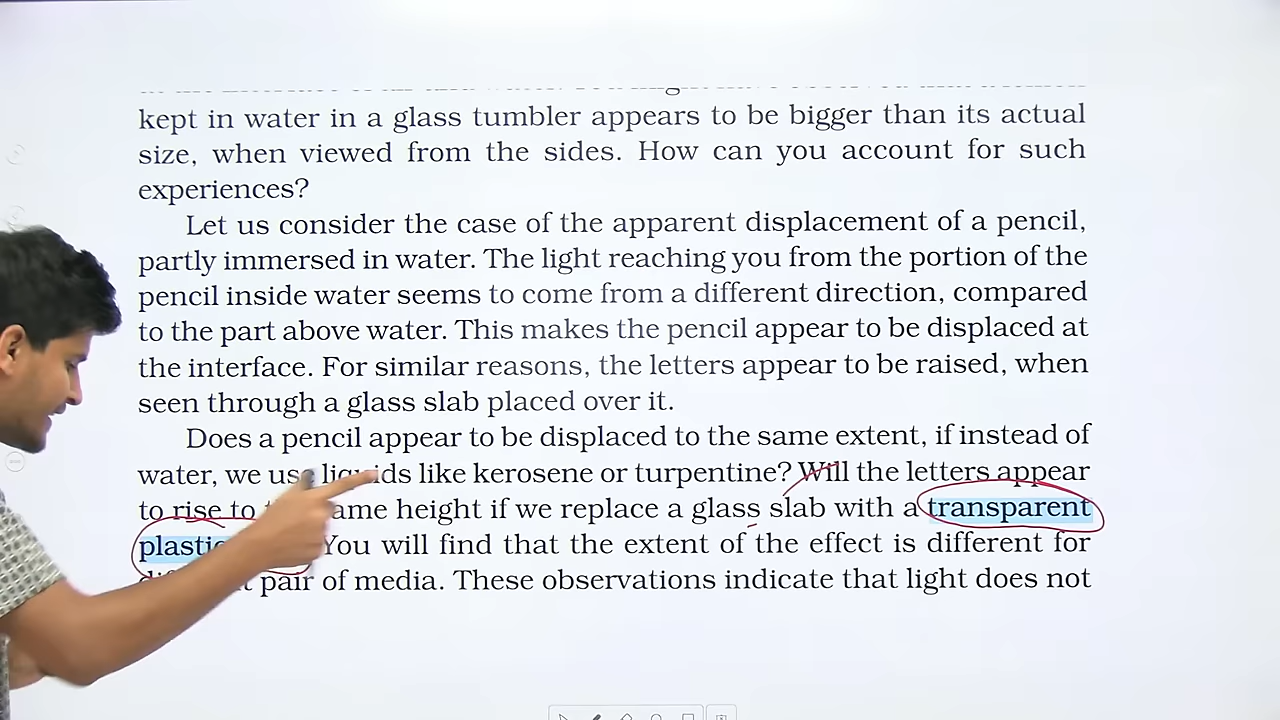 kept in water in a glass tumbler appears to be bigger than its actual
size, when viewed from the sides. How can you account for such
experiences?
Let us consider the case of the apparent displacement of a pencil,
partly immersed in water. The light reaching you from the portion of the
pencil inside water seems to come from a different direction, compared
to the part above water. This makes the pencil appear to be displaced at
the interface. For similar reasons, the letters appear to be raised, when
seen through a glass slab placed over it.
Does a pencil appear to be displaced to the same extent, if instead of
water, we use liquids like kerosene or turpentine? Will the letters appear
to rise to same height if we replace a glass slab with a transparent
plastic You will find that the extent of the effect is different for
pair of media. These observations indicate that light does not